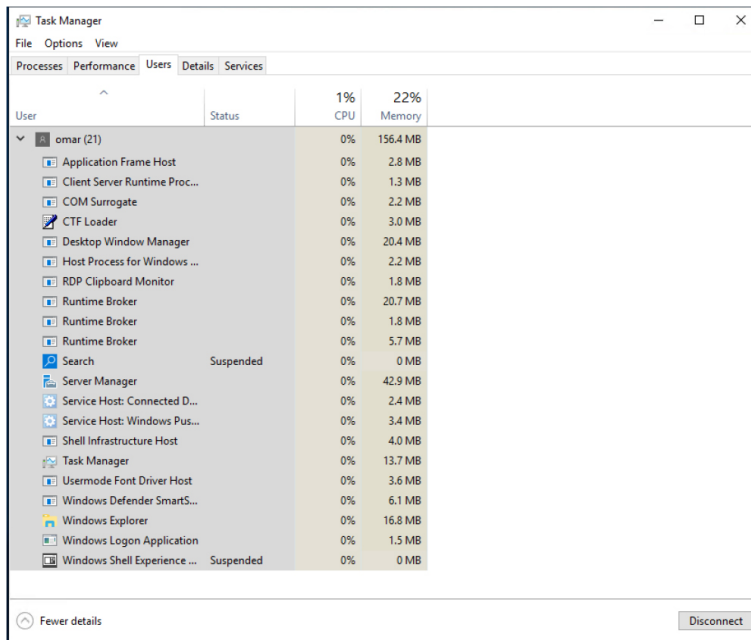 Task Manager
File Options View
Processes Performance Users Details Services
1% 22%
User Status CPU Memory
omar (21) 0% 156.4 MB
Application Frame Host 0% 2.8 MB
Client Server Runtime Proc... 0% 1.3 MB
COM Surrogate 0% 2.2 MB
CTF Loader 0% 3.0 MB
Desktop Window Manager 0% 20.4 MB
Host Process for Windows ... 0% 2.2 MB
RDP Clipboard Monitor 0% 1.8 MB
Runtime Broker 0% 20.7 MB
Runtime Broker 0% 1.8 MB
Runtime Broker 0% 5.7 MB
Search Suspended 0% 0 MB
Server Manager 0% 42.9 MB
Service Host: Connected D... 0% 2.4 MB
Service Host: Windows Pus... 0% 3.4 MB
Shell Infrastructure Host 0% 4.0 MB
Task Manager 0% 13.7 MB
Usermode Font Driver Host 0% 3.6 MB
Windows Defender SmartS... 0% 6.1 MB
Windows Explorer 0% 16.8 MB
Windows Logon Application 0% 1.5 MB
Windows Shell Experience ... Suspended 0% 0 MB
Fewer details Disconnect